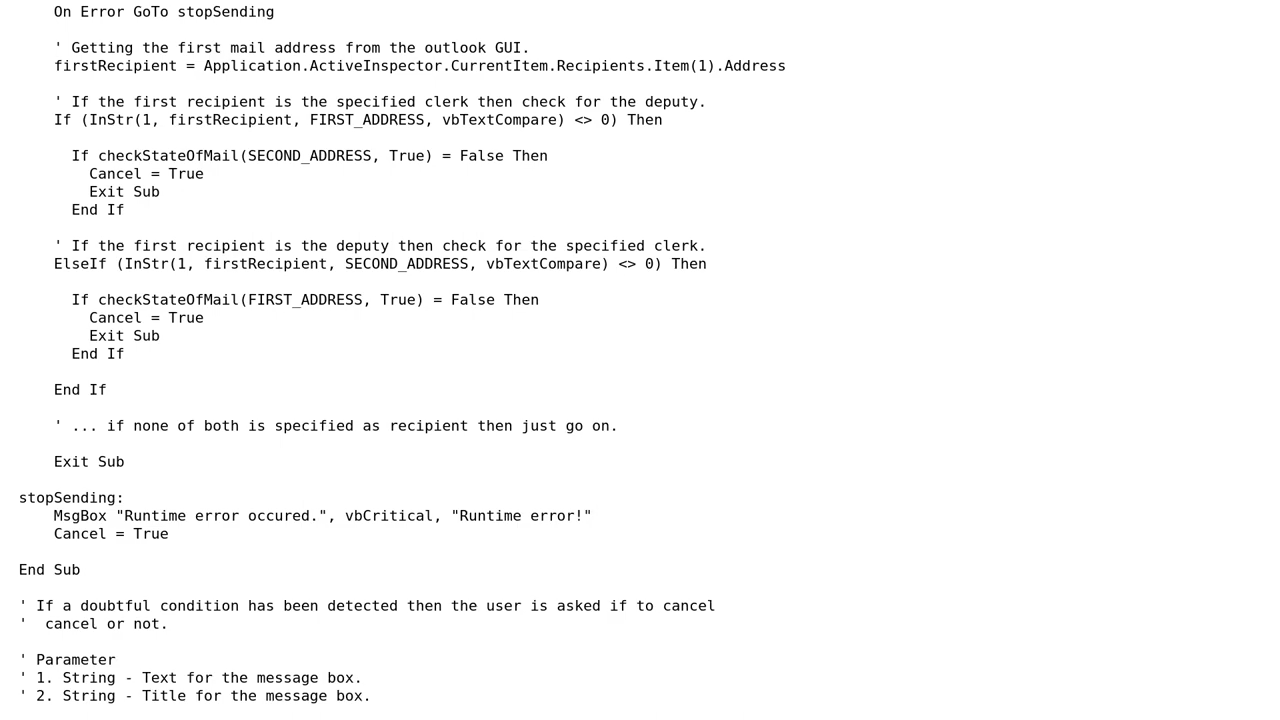 On Error GoTo stopSending
' Getting the first mail address from the outlook GUI.
firstRecipient = Application.ActiveInspector.CurrentItem.Recipients.Item(1).Address
' If the first recipient is the specified clerk then check for the deputy.
If (InStr(1, firstRecipient, FIRST_ADDRESS, vbTextCompare) <> 0) Then
If checkStateOfMail(SECOND_ADDRESS, True) = False Then
Cancel = True
Exit Sub
End If
' If the first recipient is the deputy then check for the specified clerk.
ElseIf (InStr(1, firstRecipient, SECOND_ADDRESS, vbTextCompare) <> 0) Then
If checkStateOfMail(FIRST_ADDRESS, True) = False Then
Cancel = True
Exit Sub
End If
End If
' ... if none of both is specified as recipient then just go on.
Exit Sub
stopSending:
MsgBox "Runtime error occured.", vbCritical, "Runtime error!"
Cancel = True
End Sub
' If a doubtful condition has been detected then the user is asked if to cancel
'  cancel or not.
' Parameter
' 1. String - Text for the message box.
' 2. String - Title for the message box.